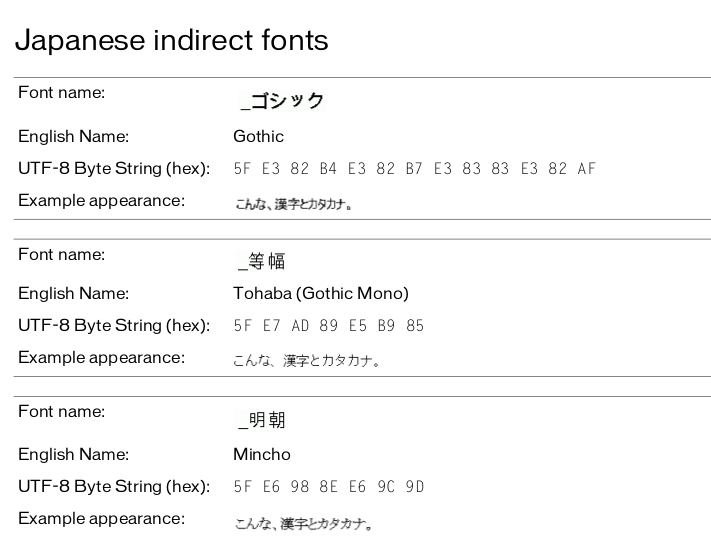 Japanese indirect fonts
Font name: _ゴシック
English Name: Gothic
UTF-8 Byte String (hex): 5F E3 82 B4 E3 82 B7 E3 83 83 E3 82 AF
Example appearance: こんな、漢字とカタカナ。
Font name: _等幅
English Name: Tohaba (Gothic Mono)
UTF-8 Byte String (hex): 5F E7 AD 89 E5 B9 85
Example appearance: こんな、漢字とカタカナ。
Font name: _明朝
English Name: Mincho
UTF-8 Byte String (hex): 5F E6 98 8E E6 9C 9D
Example appearance: こんな、漢字とカタカナ。